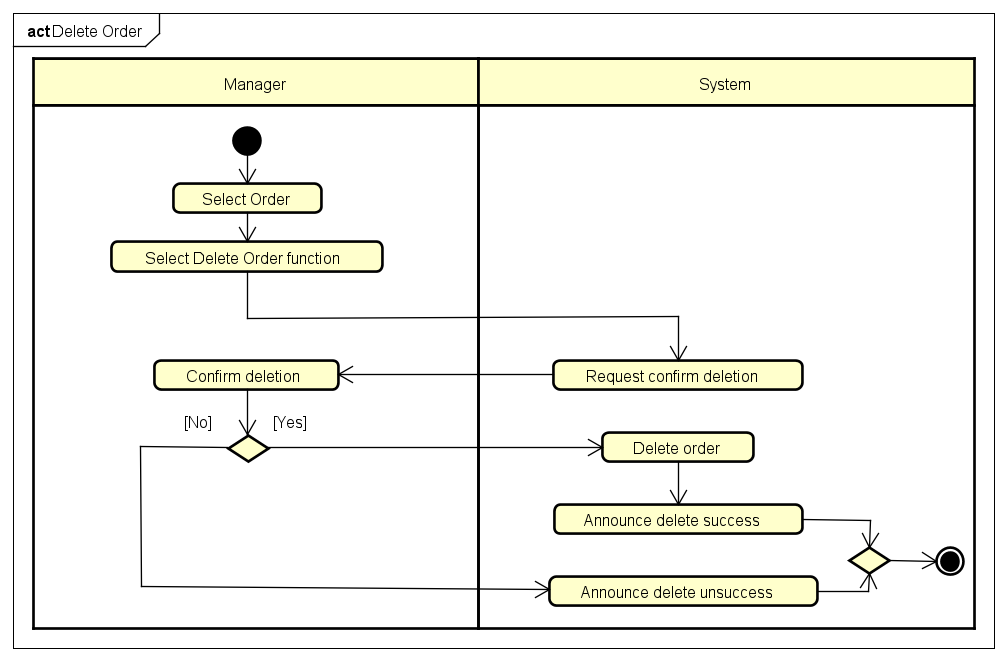 act Delete Order
Manager
System
Select Order
Select Delete Order function
Confirm deletion
Request confirm deletion
[No]
[Yes]
Delete order
Announce delete success
Announce delete unsuccess